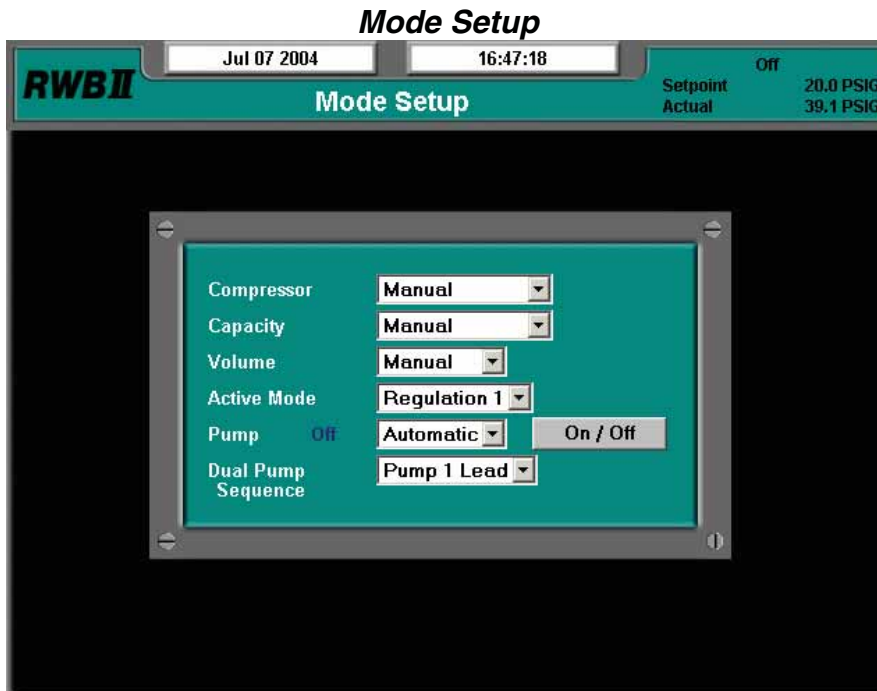 Mode Setup
Jul 07 2004 16:47:18
RWB II
Mode Setup
Off
Setpoint 20.0 PSIG
Actual 39.1 PSIG
Compressor Manual
Capacity Manual
Volume Manual
Active Mode Regulation 1
Pump Off Automatic On / Off
Dual Pump Pump 1 Lead
Sequence